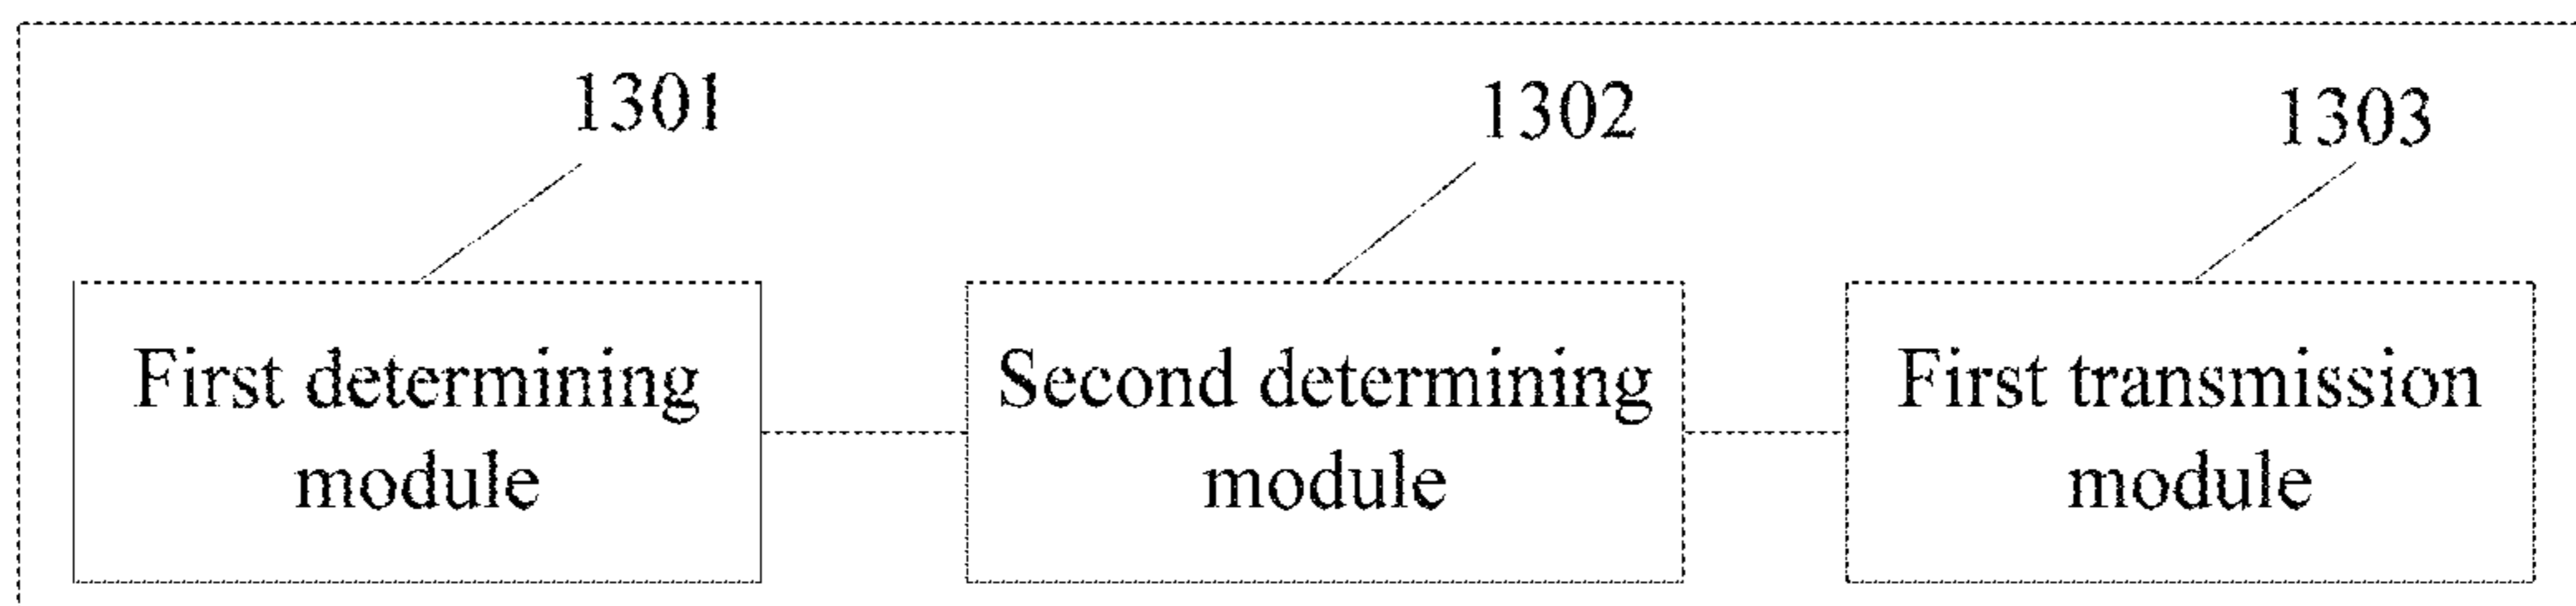 1301
1302
1303
First determining
module
Second determining
module
First transmission
module